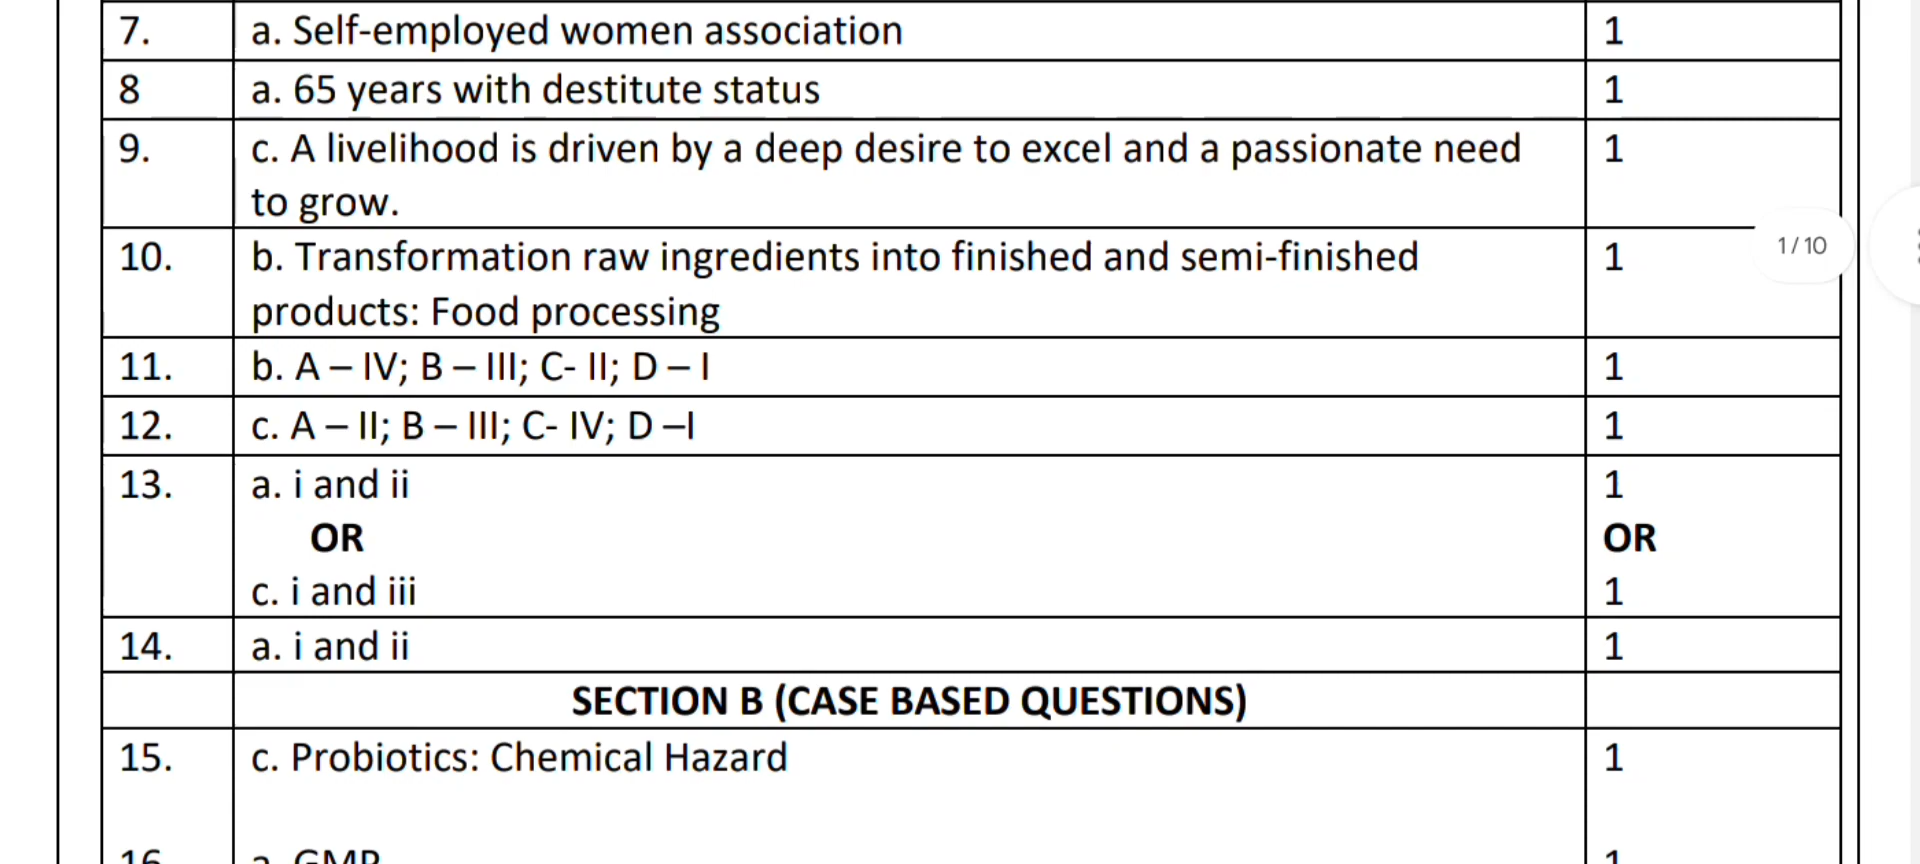 7. a. Self-employed women association 1
8 a. 65 years with destitute status 1
9. c. A livelihood is driven by a deep desire to excel and a passionate need 1
to grow.
1/10
10. b. Transformation raw ingredients into finished and semi-finished 1
products: Food processing
11. b. A – IV; B – III; C- II; D – I 1
12. c. A – II; B – III; C- IV; D –I 1
13. a. i and ii 1
OR OR
c. i and iii 1
14. a. i and ii 1
SECTION B (CASE BASED QUESTIONS)
15. c. Probiotics: Chemical Hazard 1
16. a. GMP 1